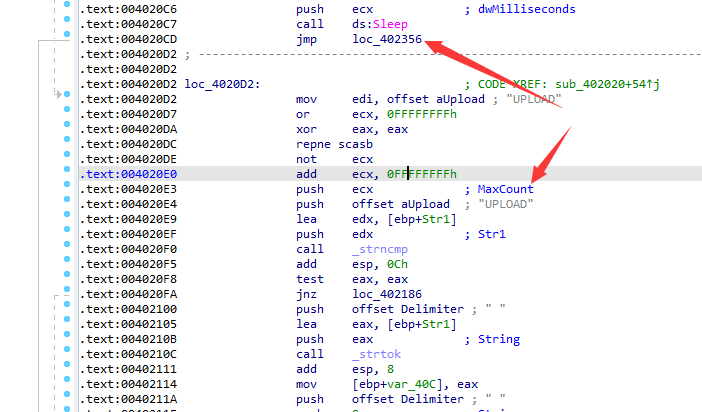 .text:004020C6 push ecx ; dwMilliseconds
.text:004020C7 call ds:Sleep
.text:004020CD jmp loc_402356
.text:004020D2 ; ---------------------------------------------------------------------------
.text:004020D2
.text:004020D2 loc_4020D2: ; CODE XREF: sub_402020+54↑j
.text:004020D2 mov edi, offset aUpload ; "UPLOAD"
.text:004020D7 or ecx, 0FFFFFFFFh
.text:004020DA xor eax, eax
.text:004020DC repne scasb
.text:004020DE not ecx
.text:004020E0 add ecx, 0FFFFFFFFh
.text:004020E3 push ecx ; MaxCount
.text:004020E4 push offset aUpload ; "UPLOAD"
.text:004020E9 lea edx, [ebp+Str1]
.text:004020EF push edx ; Str1
.text:004020F0 call _strncmp
.text:004020F5 add esp, 0Ch
.text:004020F8 test eax, eax
.text:004020FA jnz loc_402186
.text:00402100 push offset Delimiter ; " "
.text:00402105 lea eax, [ebp+Str1]
.text:0040210B push eax ; String
.text:0040210C call _strtok
.text:00402111 add esp, 8
.text:00402114 mov [ebp+var_40C], eax
.text:0040211A push offset Delimiter ; " "